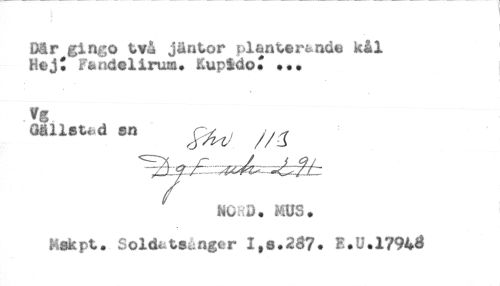 Där gingo två jäntor planterande kål
Hej! Fandelirum. Kupido! ...
Vg
Gällstad sn
Shv 113
Dgf uk 291
NORD. MUS.
Mskpt. Soldatsånger I,s.287. E.U.17948